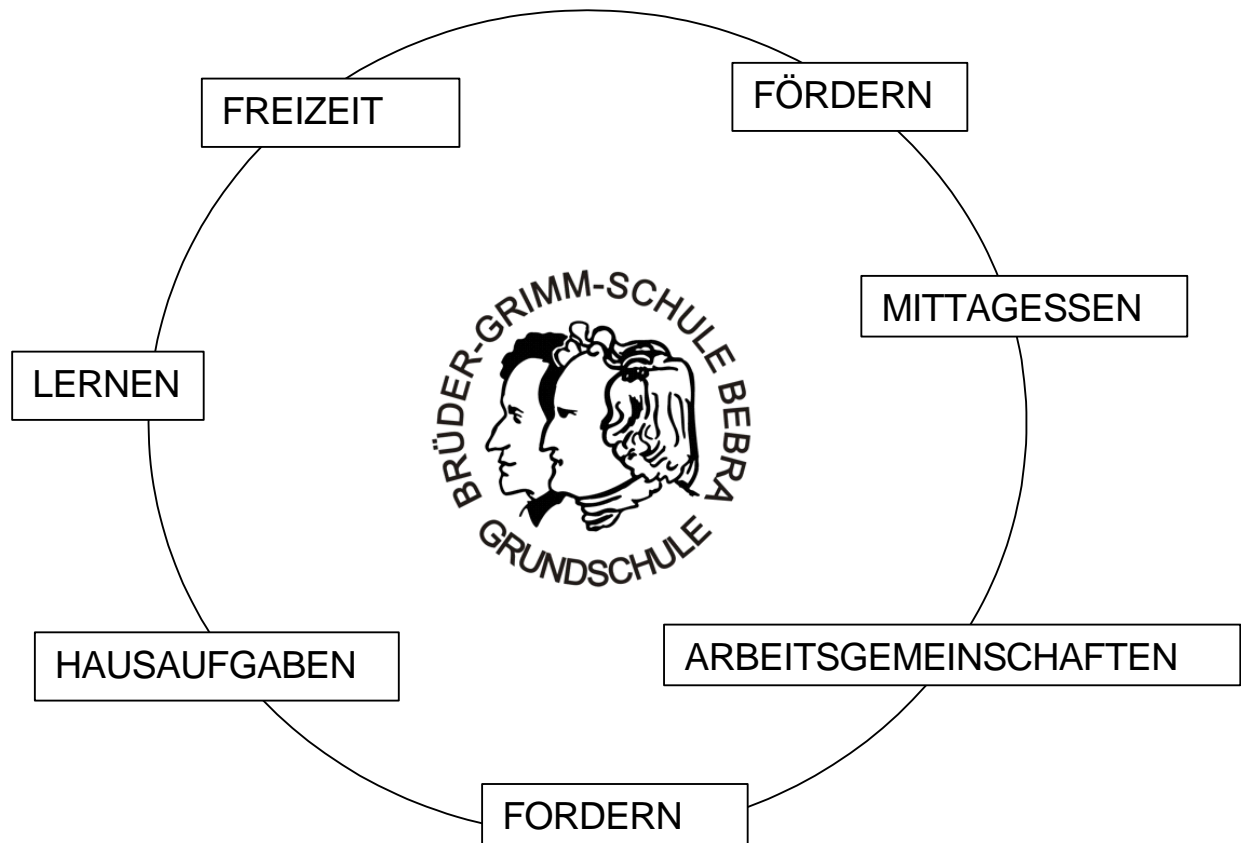 FREIZEIT
FÖRDERN
MITTAGESSEN
LERNEN
BRÜDER-GRIMM-SCHULE BEBRA
GRUNDSCHULE
HAUSAUFGABEN
ARBEITSGEMEINSCHAFTEN
FORDERN